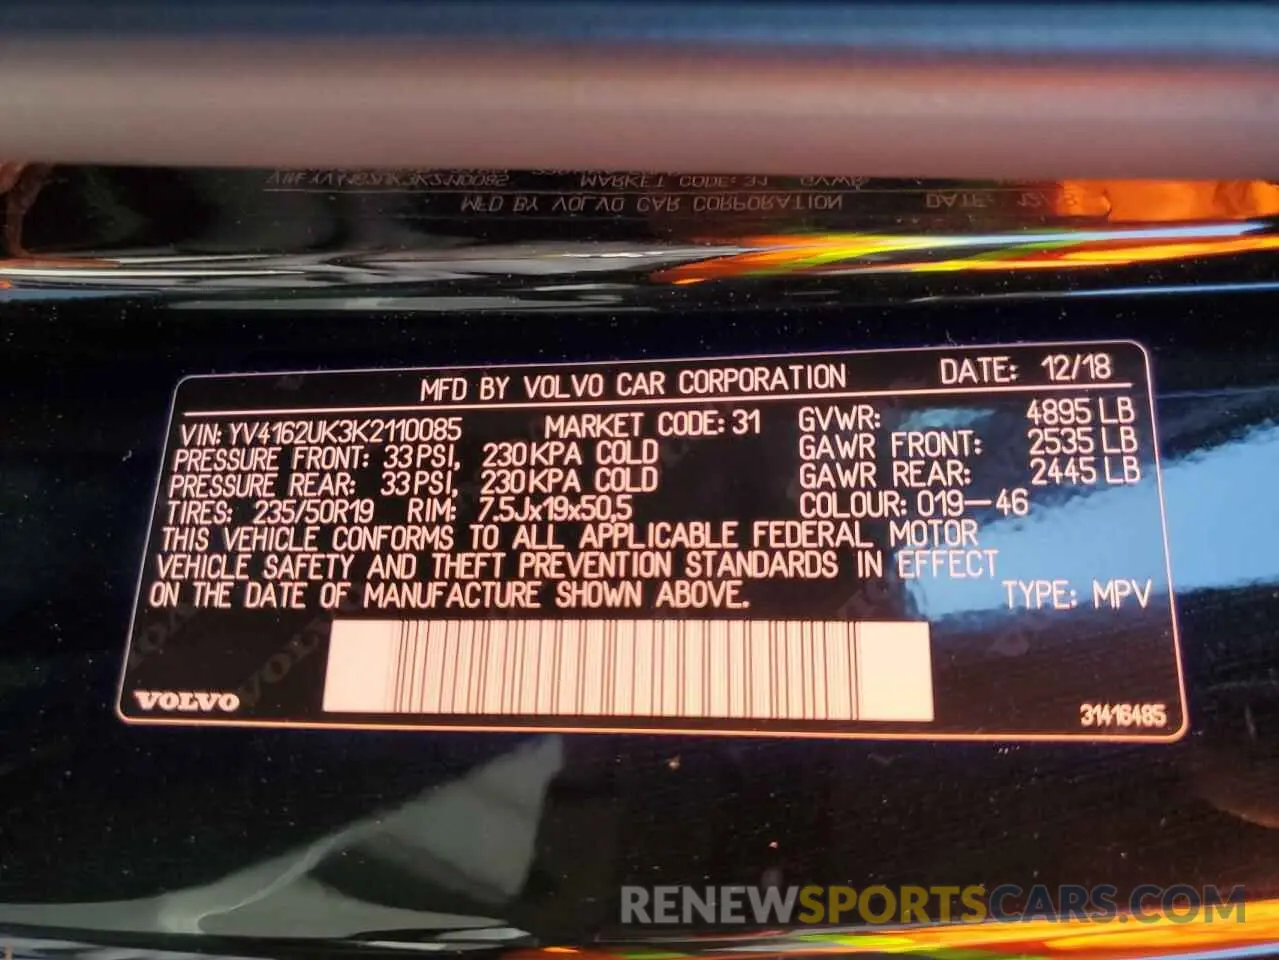 MFD BY VOLVO CAR CORPORATION DATE: 12/18
VIN: YV4162UK3K2110085 MARKET CODE: 31 GVWR: 4895 LB
PRESSURE FRONT: 33 PSI, 230 KPA COLD GAWR FRONT: 2535 LB
PRESSURE REAR: 33 PSI, 230 KPA COLD GAWR REAR: 2445 LB
TIRES: 235/50R19 RIM: 7.5Jx19x50,5 COLOUR: 019-46
THIS VEHICLE CONFORMS TO ALL APPLICABLE FEDERAL MOTOR
VEHICLE SAFETY AND THEFT PREVENTION STANDARDS IN EFFECT
ON THE DATE OF MANUFACTURE SHOWN ABOVE. TYPE: MPV
VOLVO 31416485
RENEWSPORTSCARS.COM